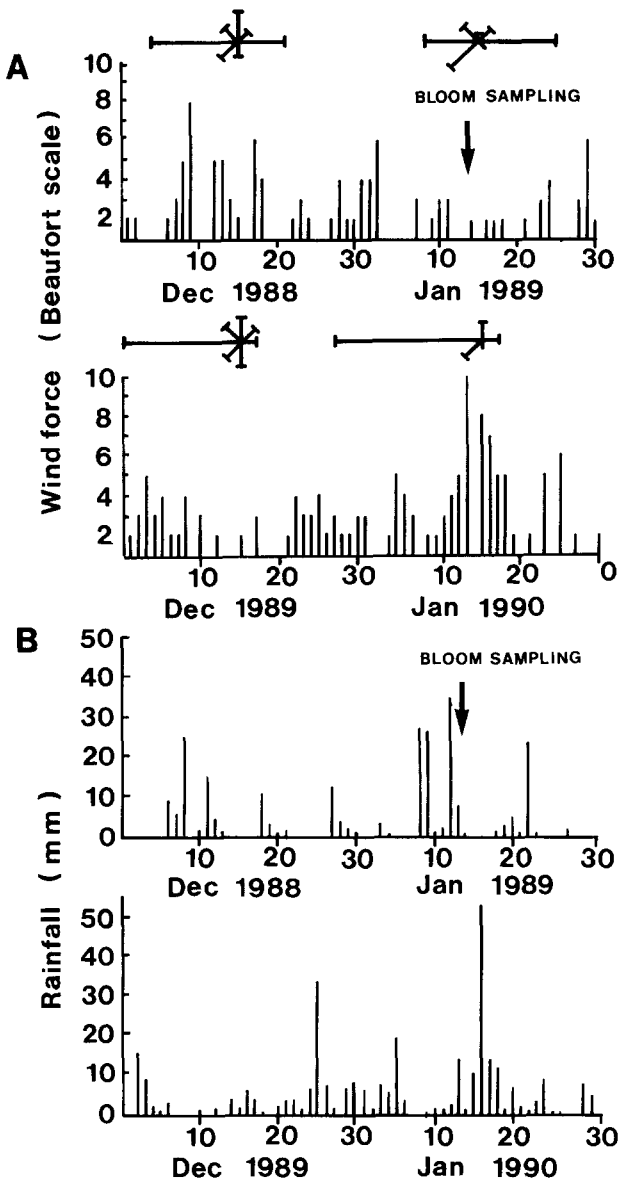 A
Wind force (Beaufort scale)
10
8
6
4
2
BLOOM SAMPLING
10 20 30 10 20 30
Dec 1988 Jan 1989
10
8
6
4
2
10 20 30 10 20 0
Dec 1989 Jan 1990
B
Rainfall (mm)
50
40
30
20
10
0
BLOOM SAMPLING
10 20 30 10 20 30
Dec 1988 Jan 1989
50
40
30
20
10
0
10 20 30 10 20 30
Dec 1989 Jan 1990